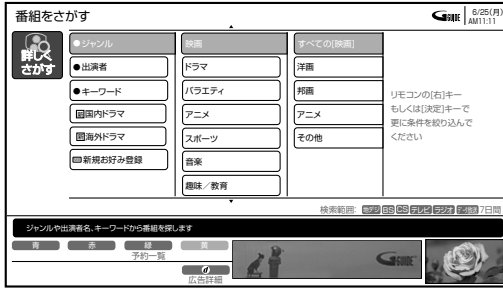 番組をさがす
GGUIDE
6/25(月)
AM11:11
詳しく
さがす
●ジャンル
●出演者
●キーワード
国内ドラマ
海外ドラマ
新規お好み登録
映画
ドラマ
バラエティ
アニメ
スポーツ
音楽
趣味/教育
すべての[映画]
洋画
邦画
アニメ
その他
リモコンの[右]キー
もしくは[決定]キーで
更に条件を絞り込んで
ください
検索範囲: 地デジ BS CS テレビ ラジオ 7日間
ジャンルや出演者名、キーワードから番組を探します
青 赤 緑 黄
予約一覧
d
広告詳細
GGUIDE